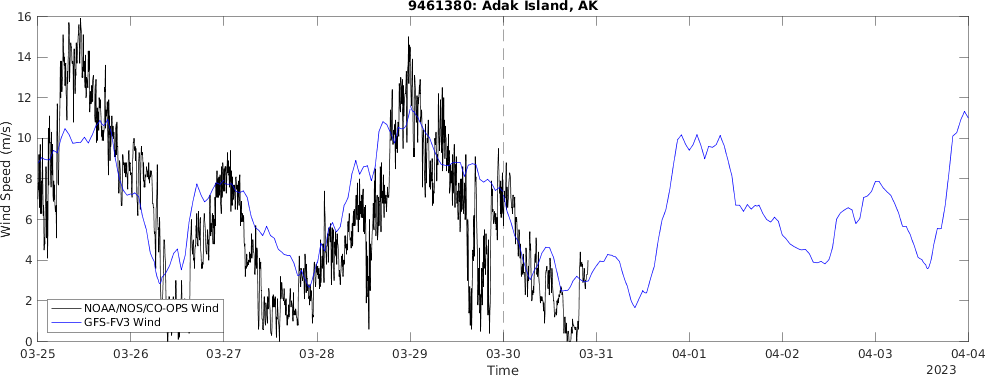 9461380: Adak Island, AK
Wind Speed (m/s)
16
14
12
10
8
6
4
2
0
NOAA/NOS/CO-OPS Wind
GFS-FV3 Wind
03-25 03-26 03-27 03-28 03-29 03-30 03-31 04-01 04-02 04-03 04-04
Time
2023